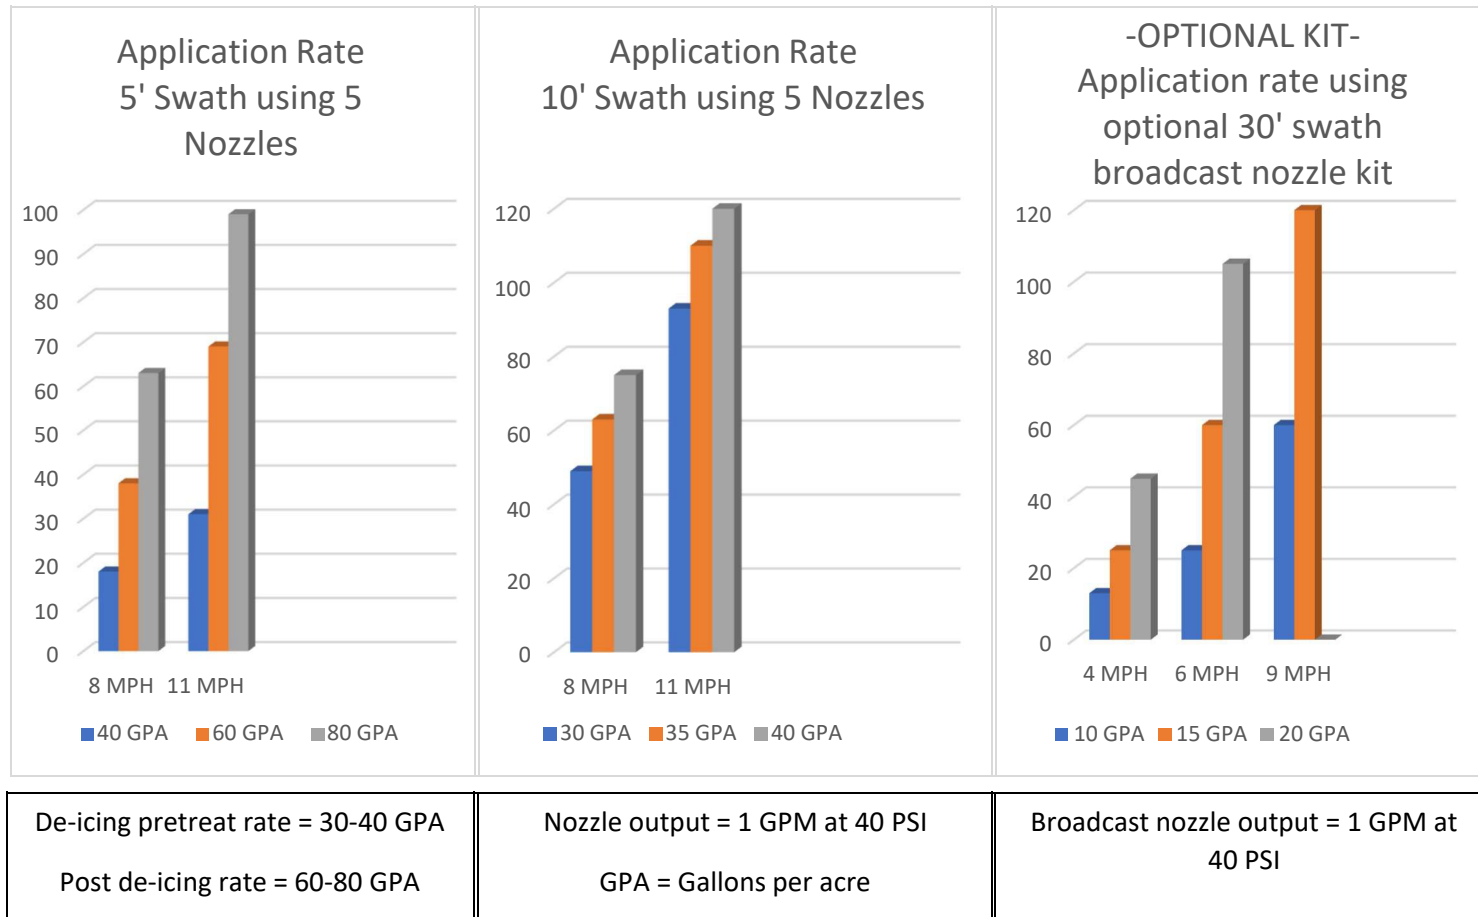 Application Rate
5' Swath using 5
Nozzles
100
90
80
70
60
50
40
30
20
10
0
8 MPH 11 MPH
40 GPA 60 GPA 80 GPA
Application Rate
10' Swath using 5 Nozzles
120
100
80
60
40
20
0
8 MPH 11 MPH
30 GPA 35 GPA 40 GPA
-OPTIONAL KIT-
Application rate using
optional 30' swath
broadcast nozzle kit
120
100
80
60
40
20
0
4 MPH 6 MPH 9 MPH
10 GPA 15 GPA 20 GPA
De-icing pretreat rate = 30-40 GPA
Post de-icing rate = 60-80 GPA
Nozzle output = 1 GPM at 40 PSI
GPA = Gallons per acre
Broadcast nozzle output = 1 GPM at
40 PSI